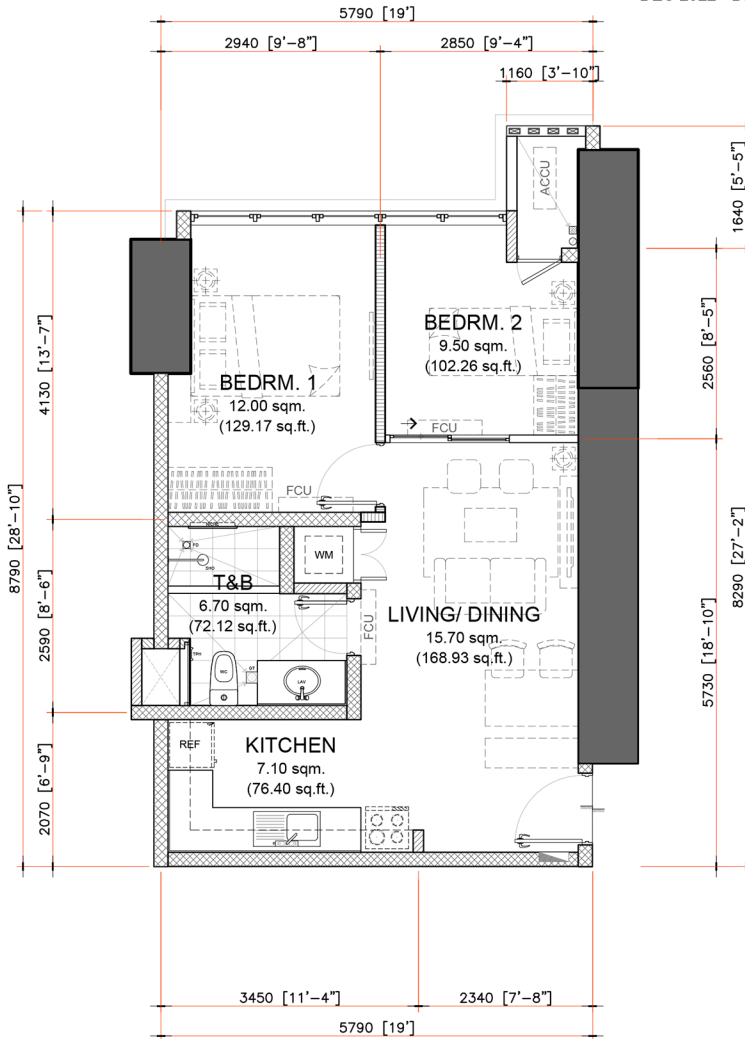 5790 [19']
2940 [9'-8"]
2850 [9'-4"]
1160 [3'-10"]
ACCU
1640 [5'-5"]
BEDRM. 2
9.50 sqm.
(102.26 sq.ft.)
2560 [8'-5"]
4130 [13'-7"]
BEDRM. 1
12.00 sqm.
(129.17 sq.ft.)
FCU
FCU
8790 [28'-10"]
8290 [27'-2"]
WM
FD
SHO
T&B
6.70 sqm.
(72.12 sq.ft.)
2590 [8'-6"]
FCU
LIVING/ DINING
15.70 sqm.
(168.93 sq.ft.)
5730 [18'-10"]
TPH
WC
LAV
REF
KITCHEN
7.10 sqm.
(76.40 sq.ft.)
2070 [6'-9"]
3450 [11'-4"]
2340 [7'-8"]
5790 [19']